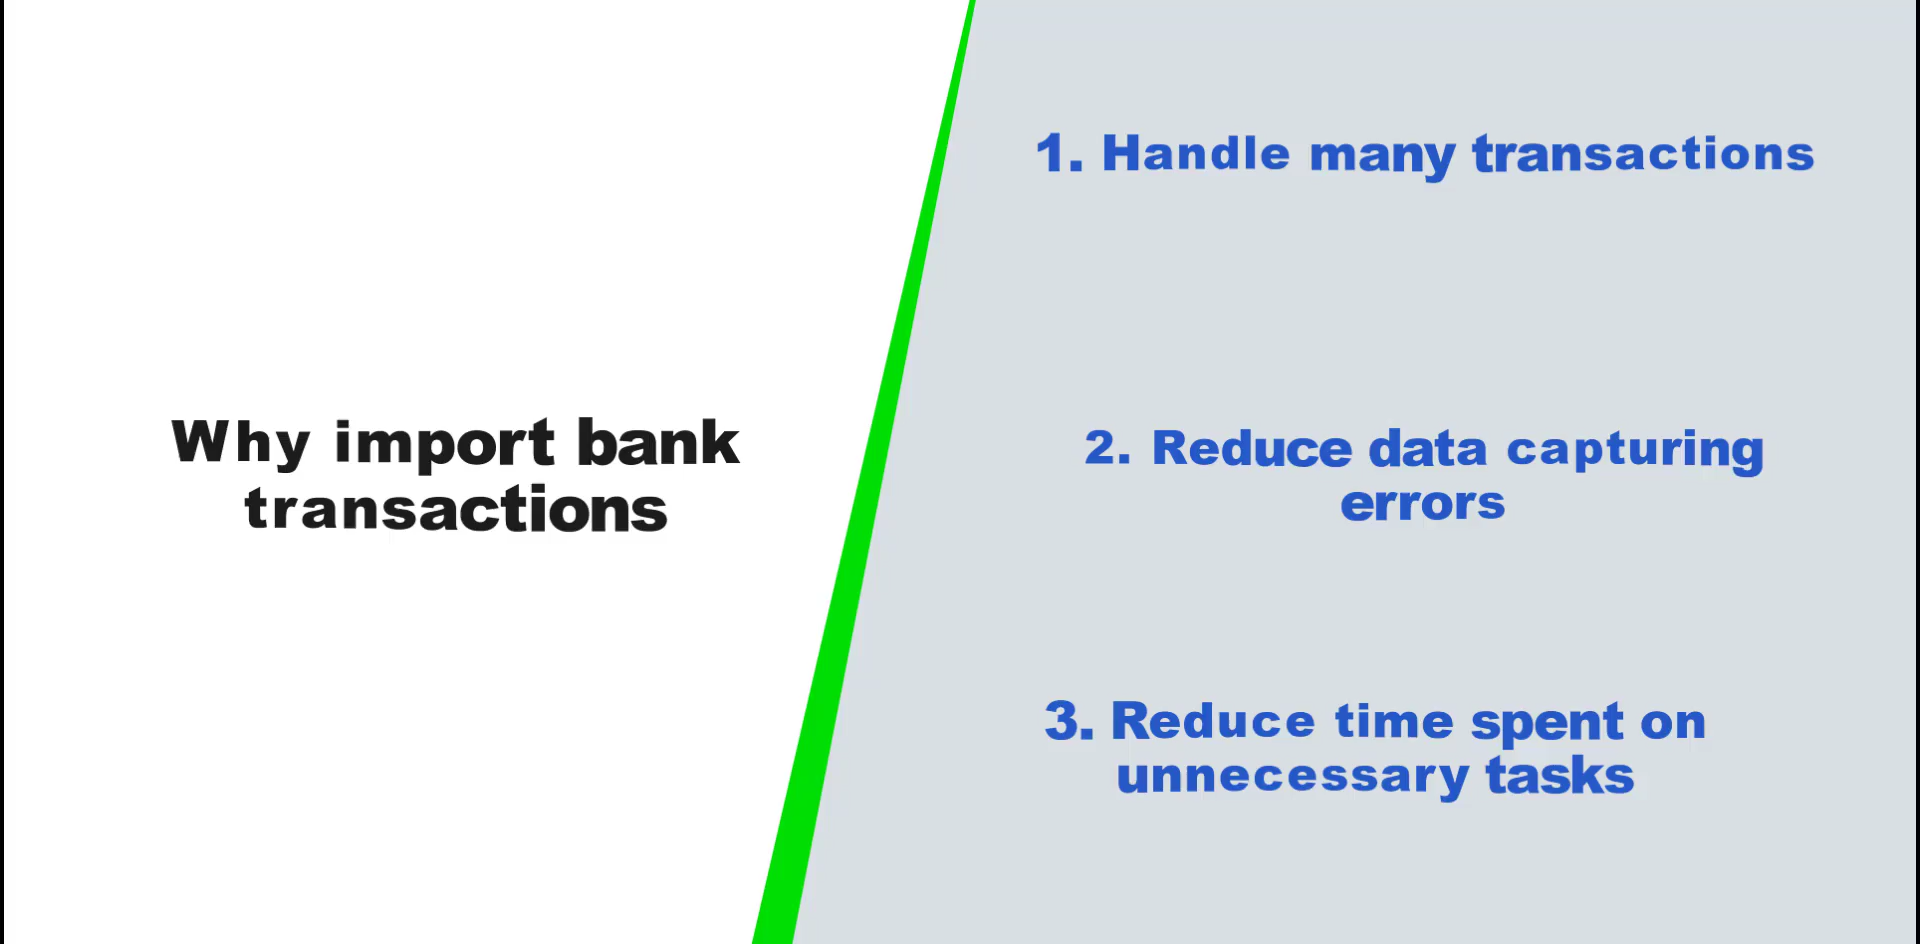 Why import bank
transactions
1. Handle many transactions
2. Reduce data capturing
errors
3. Reduce time spent on
unnecessary tasks